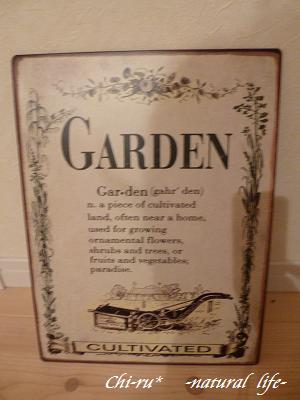 GARDEN
Gar·den (gahr' den)
n. a piece of cultivated
land, often near a home,
used for growing
ornamental flowers,
shrubs and trees, or
fruits and vegetables;
paradise.
CULTIVATED
Chi-ru* -natural life-